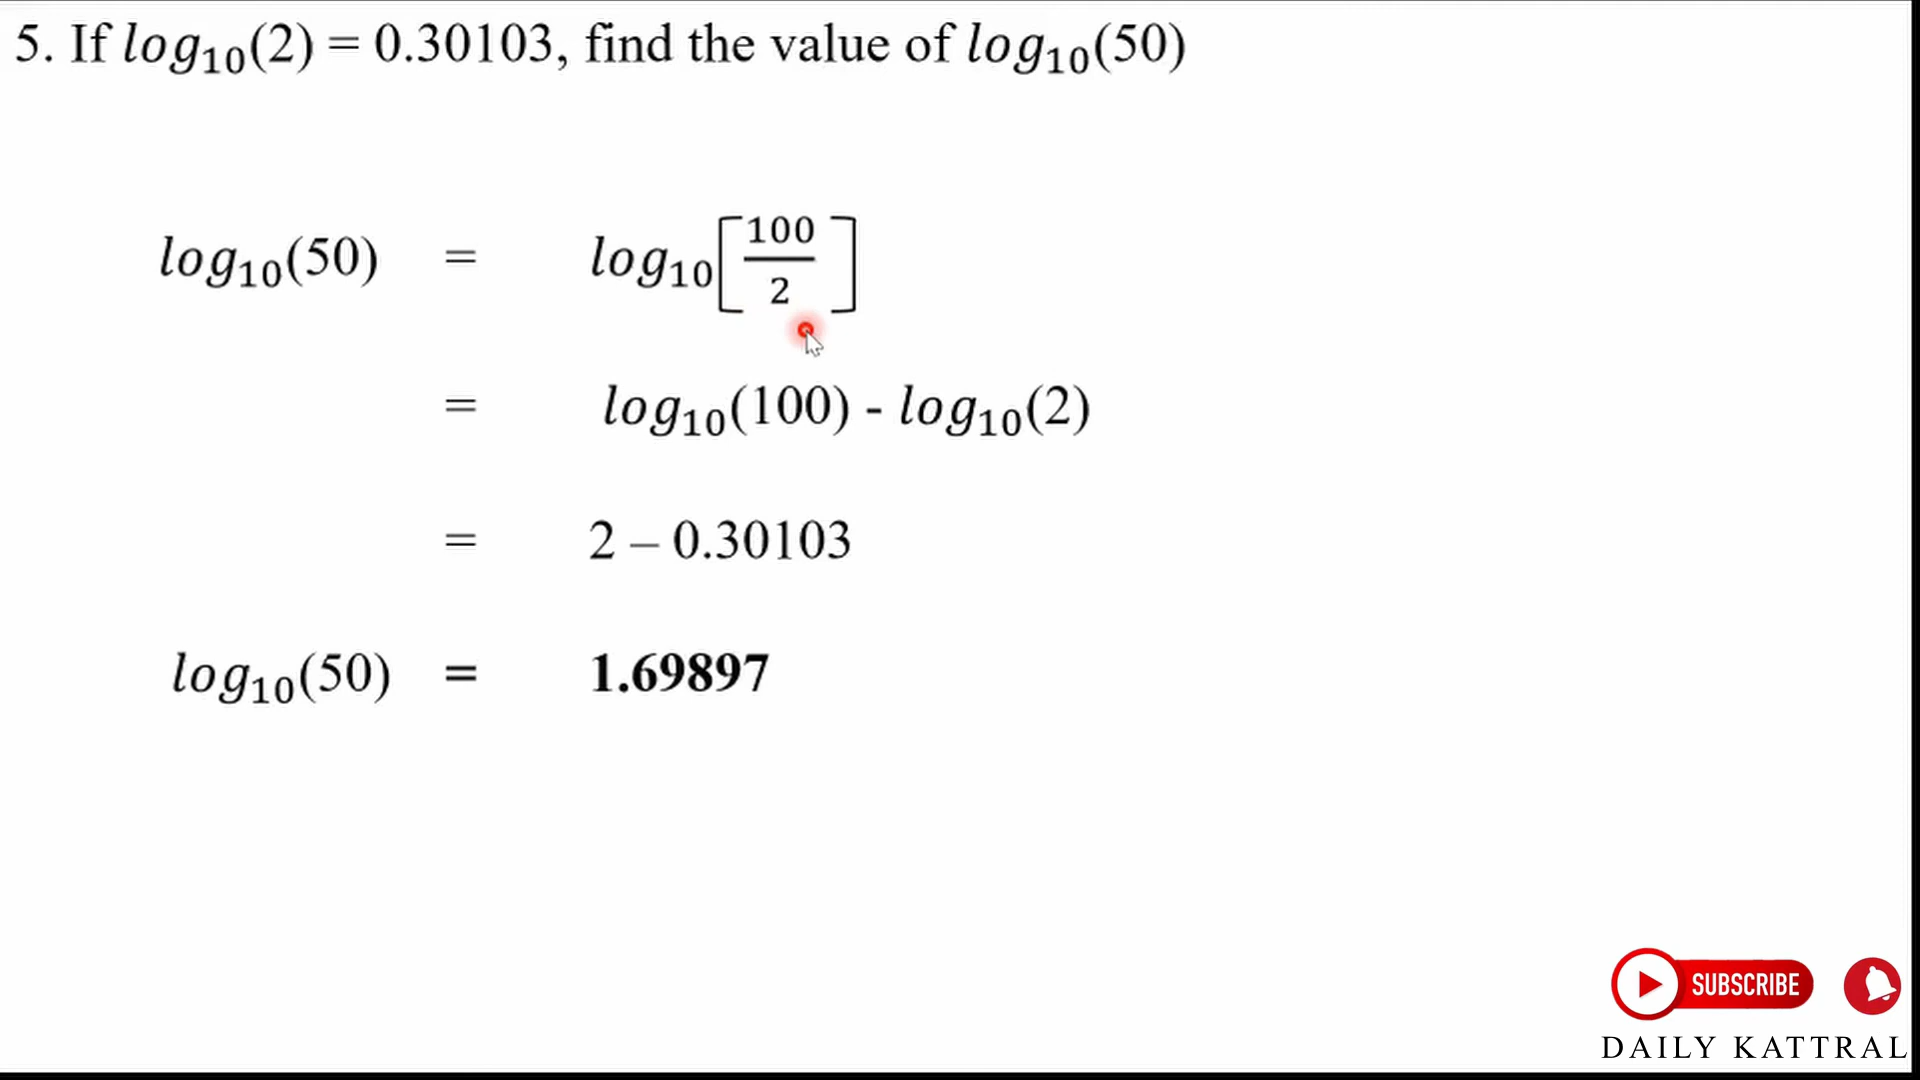 5. If log₁₀(2) = 0.30103, find the value of log₁₀(50)
log₁₀(50) = log₁₀[100/2]
= log₁₀(100) - log₁₀(2)
= 2 – 0.30103
log₁₀(50) = 1.69897
SUBSCRIBE
DAILY KATTRAL